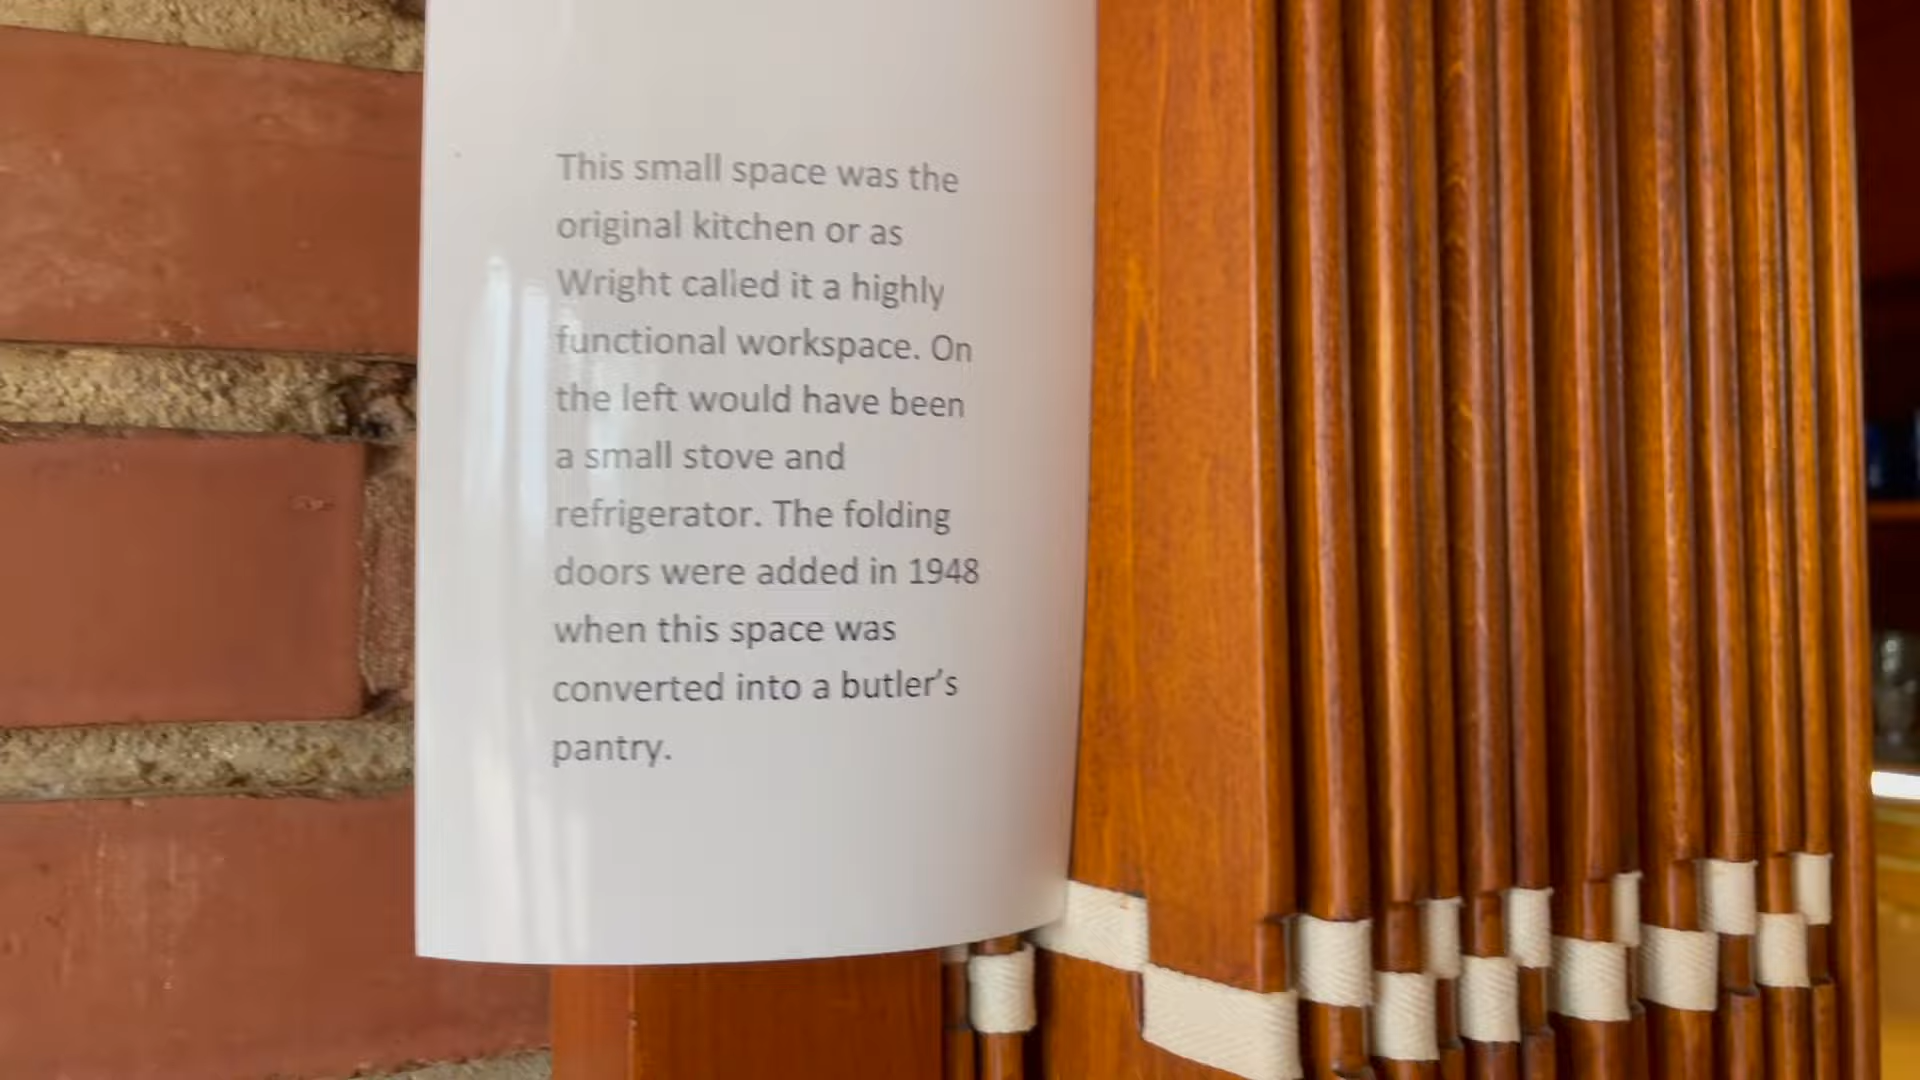 This small space was the
original kitchen or as
Wright called it a highly
functional workspace. On
the left would have been
a small stove and
refrigerator. The folding
doors were added in 1948
when this space was
converted into a butler’s
pantry.